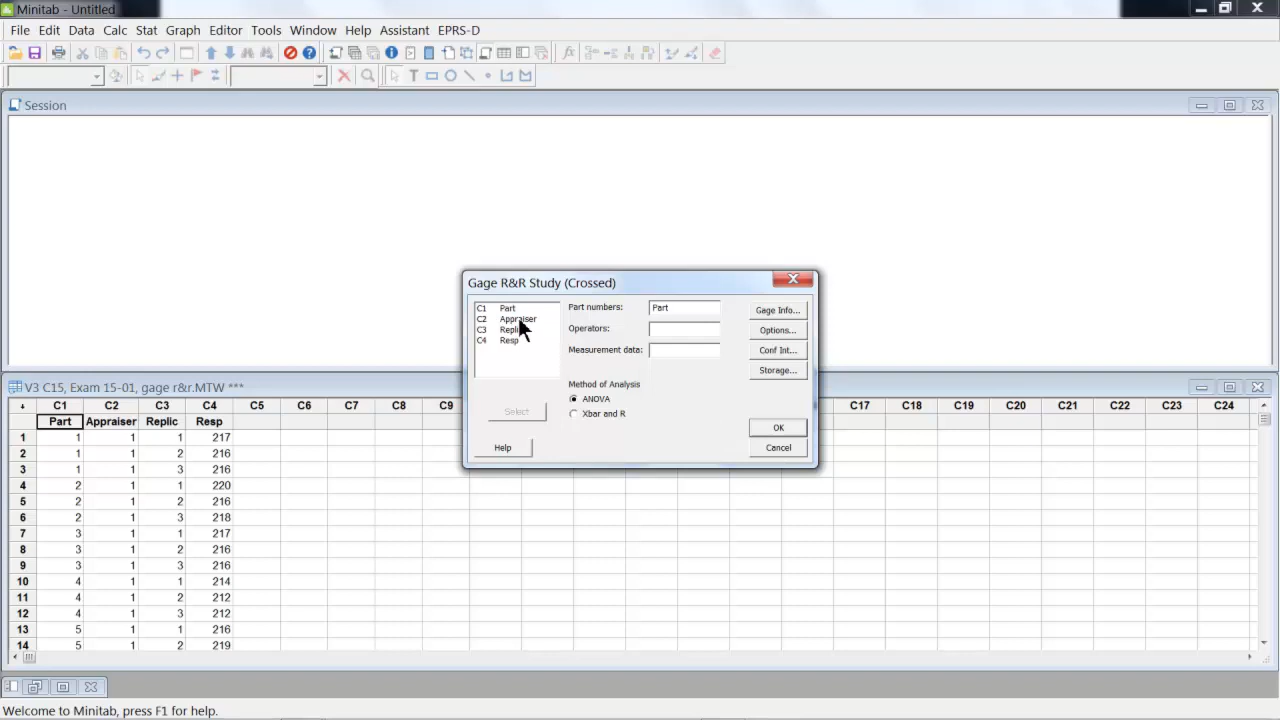 Minitab - Untitled
File Edit Data Calc Stat Graph Editor Tools Window Help Assistant EPRS-D
Session
Gage R&R Study (Crossed)
C1 Part
C2 Appraiser
C3
C4 Resp
Part numbers: Part
Operators:
Measurement data:
Method of Analysis
ANOVA
Xbar and R
Gage Info...
Options...
Conf Int...
Storage...
Select
Help
OK
Cancel
V3 C15, Exam 15-01, gage r&r.MTW ***
C1 C2 C3 C4 C5 C6 C7 C8 C9 C17 C18 C19 C20 C21 C22 C23 C24
Part Appraiser Replic Resp
1 1 1 1 217
2 1 1 2 216
3 1 1 3 216
4 2 1 1 220
5 2 1 2 216
6 2 1 3 218
7 3 1 1 217
8 3 1 2 216
9 3 1 3 216
10 4 1 1 214
11 4 1 2 212
12 4 1 3 212
13 5 1 1 216
14 5 1 2 219
Welcome to Minitab, press F1 for help.